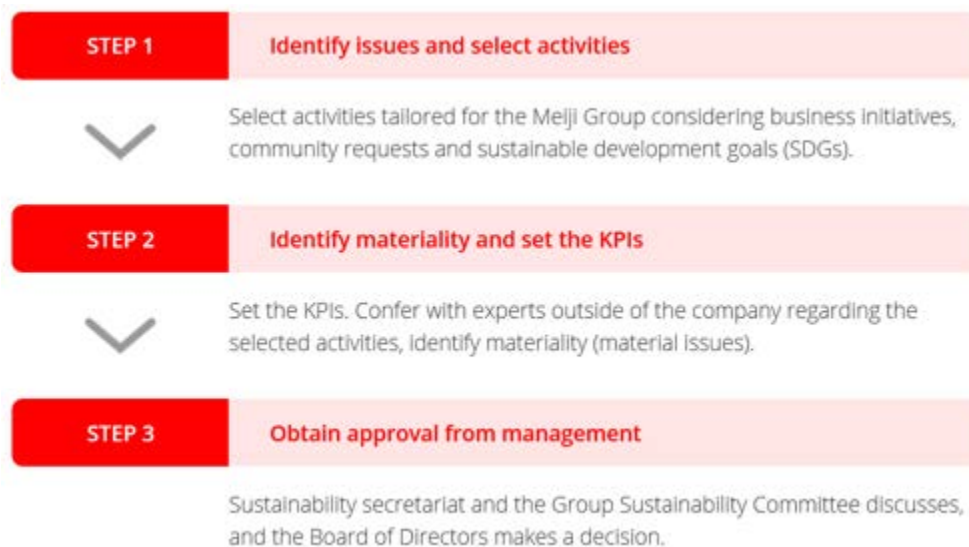 STEP 1
Identify issues and select activities
Select activities tailored for the Meiji Group considering business initiatives,
community requests and sustainable development goals (SDGs).
STEP 2
Identify materiality and set the KPIs
Set the KPIs. Confer with experts outside of the company regarding the
selected activities, identify materiality (material issues).
STEP 3
Obtain approval from management
Sustainability secretariat and the Group Sustainability Committee discusses,
and the Board of Directors makes a decision.